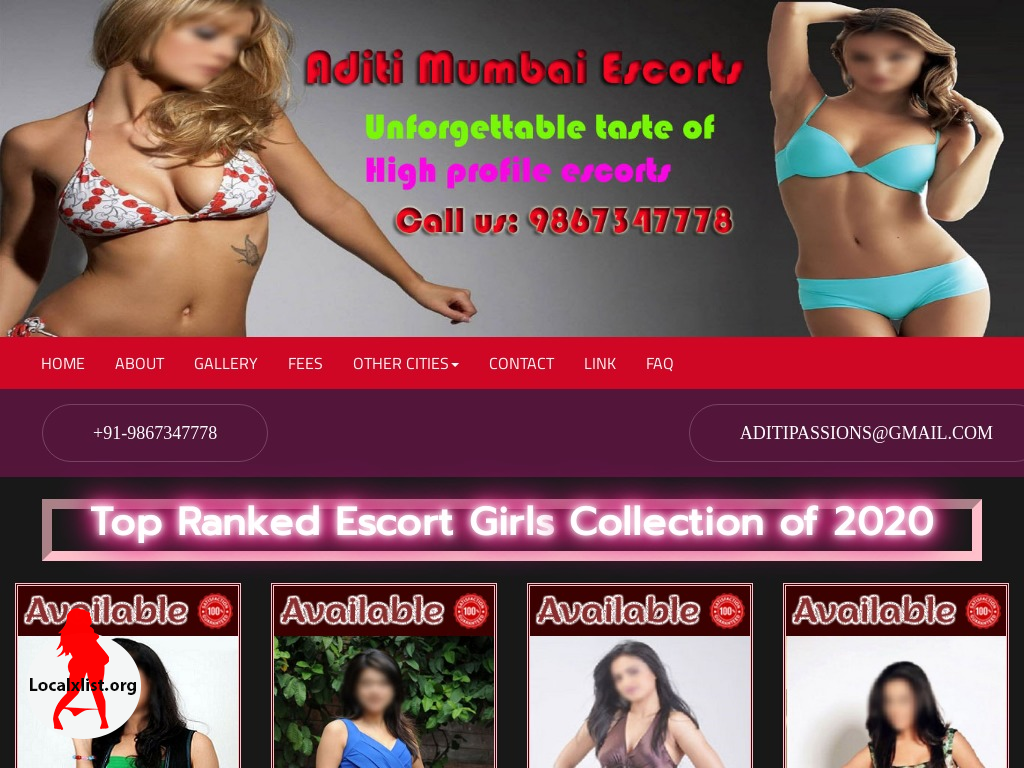 Aditi Mumbai Escorts
Unforgettable taste of
High profile escorts
Call us: 9867347778
HOME ABOUT GALLERY FEES OTHER CITIES CONTACT LINK FAQ
+91-9867347778 ADITIPASSIONS@GMAIL.COM
Top Ranked Escort Girls Collection of 2020
Available 100% Available 100% Available 100% Available 100%
Localxlist.org